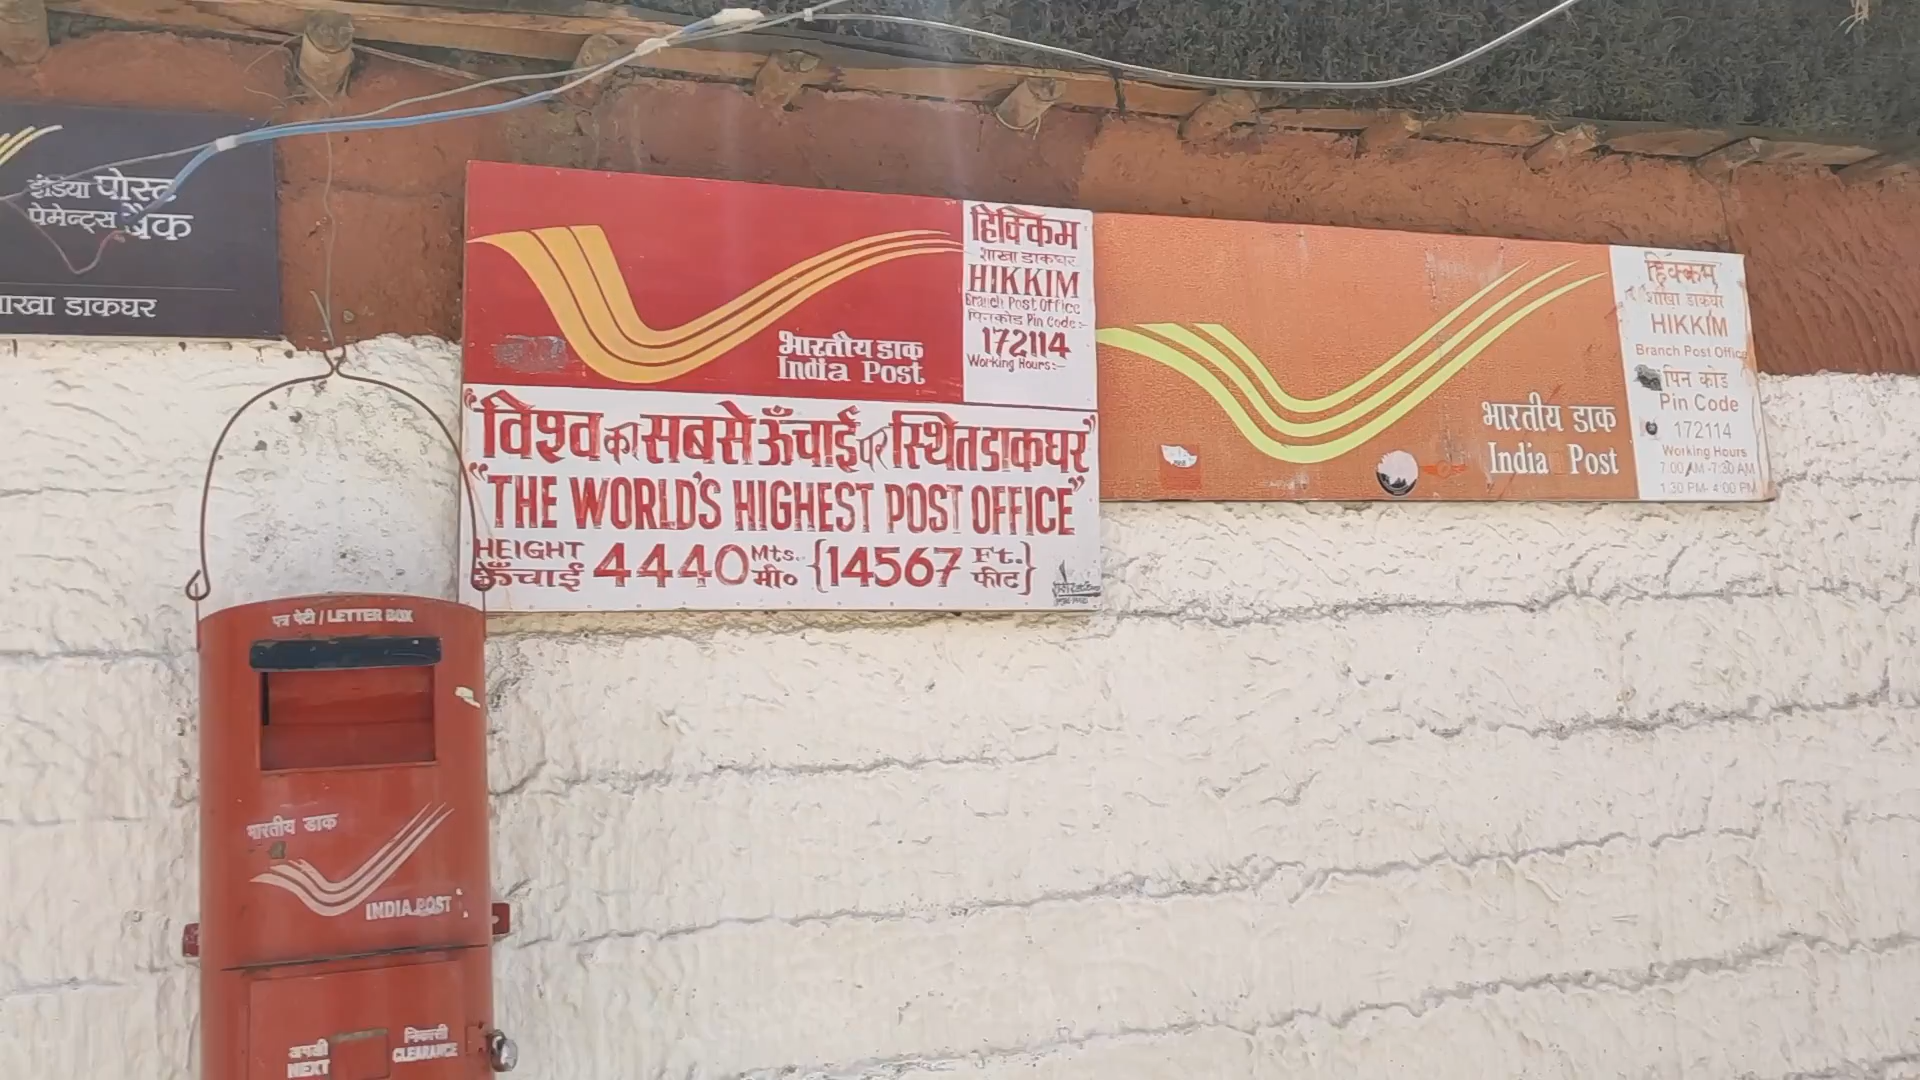 इंडिया पोस्ट
पेमेन्ट्स बैंक
शाखा डाकघर
हिक्किम
शाखा डाकघर
HIKKIM
Branch Post Office
पिनकोड Pin Code:-
172114
Working Hours:-
भारतीय डाक
India Post
"विश्व का सबसे ऊँचाई पर स्थित डाकघर"
"THE WORLD'S HIGHEST POST OFFICE"
HEIGHT 4440 Mts. {14567 Ft.}
ऊँचाई मी० फीट
भारतीय डाक
India Post
हिक्किम
शाखा डाकघर
HIKKIM
Branch Post Office
पिन कोड
Pin Code
172114
Working Hours
7.00 AM -7:30 AM
1.30 PM- 4:00 PM
पत्र पेटी / LETTER BOX
भारतीय डाक
INDIA POST
अगली निकासी
NEXT CLEARANCE